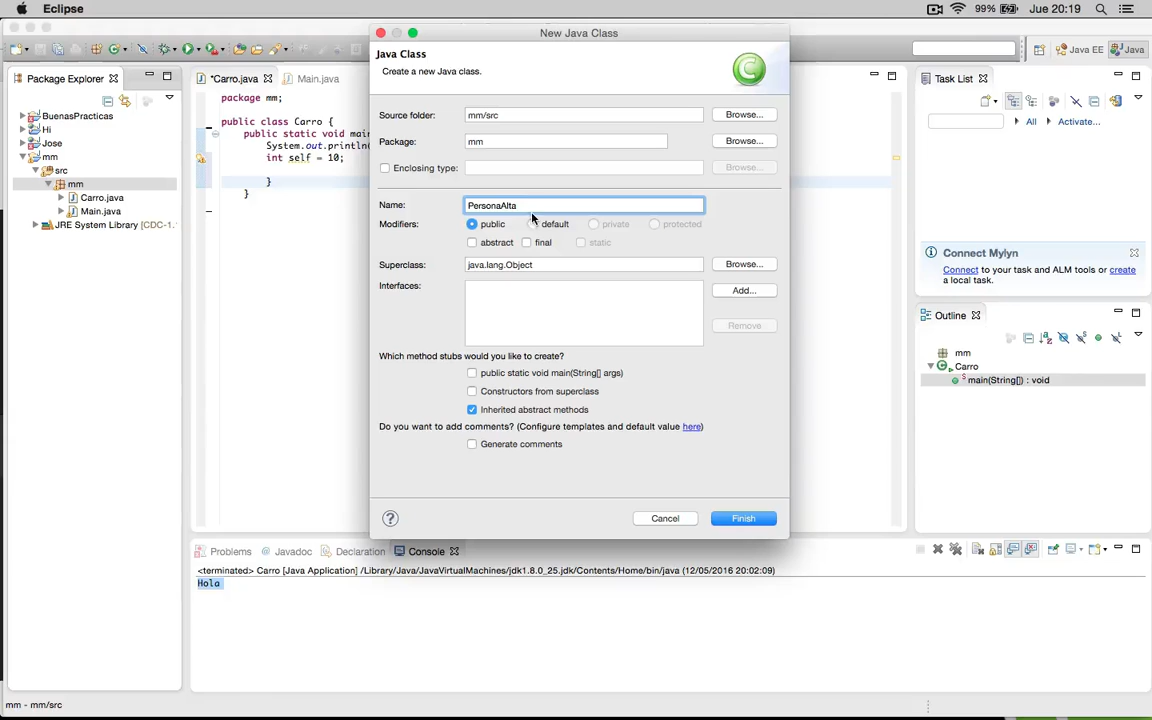 Eclipse
99%
Jue 20:19
New Java Class
Java Class
Create a new Java class.
Source folder:
mm/src
Browse...
Package:
mm
Browse...
Enclosing type:
Browse...
Name:
PersonaAlta
Modifiers:
public
default
private
protected
abstract
final
static
Superclass:
java.lang.Object
Browse...
Interfaces:
Add...
Remove
Which method stubs would you like to create?
public static void main(String[] args)
Constructors from superclass
Inherited abstract methods
Do you want to add comments? (Configure templates and default value here)
Generate comments
Cancel
Finish
Java EE
Java
Package Explorer
BuenasPracticas
Hi
Jose
mm
src
mm
Carro.java
Main.java
JRE System Library [CDC-1.
*Carro.java
Main.java
package mm;
public class Carro {
public static void main
System.out.println(
int self = 10;
}
}
Task List
All
Activate...
Connect Mylyn
Connect to your task and ALM tools or create
a local task.
Outline
mm
Carro
main(String[]) : void
Problems
Javadoc
Declaration
Console
<terminated> Carro [Java Application] /Library/Java/JavaVirtualMachines/jdk1.8.0_25.jdk/Contents/Home/bin/java (12/05/2016 20:02:09)
Hola
mm - mm/src